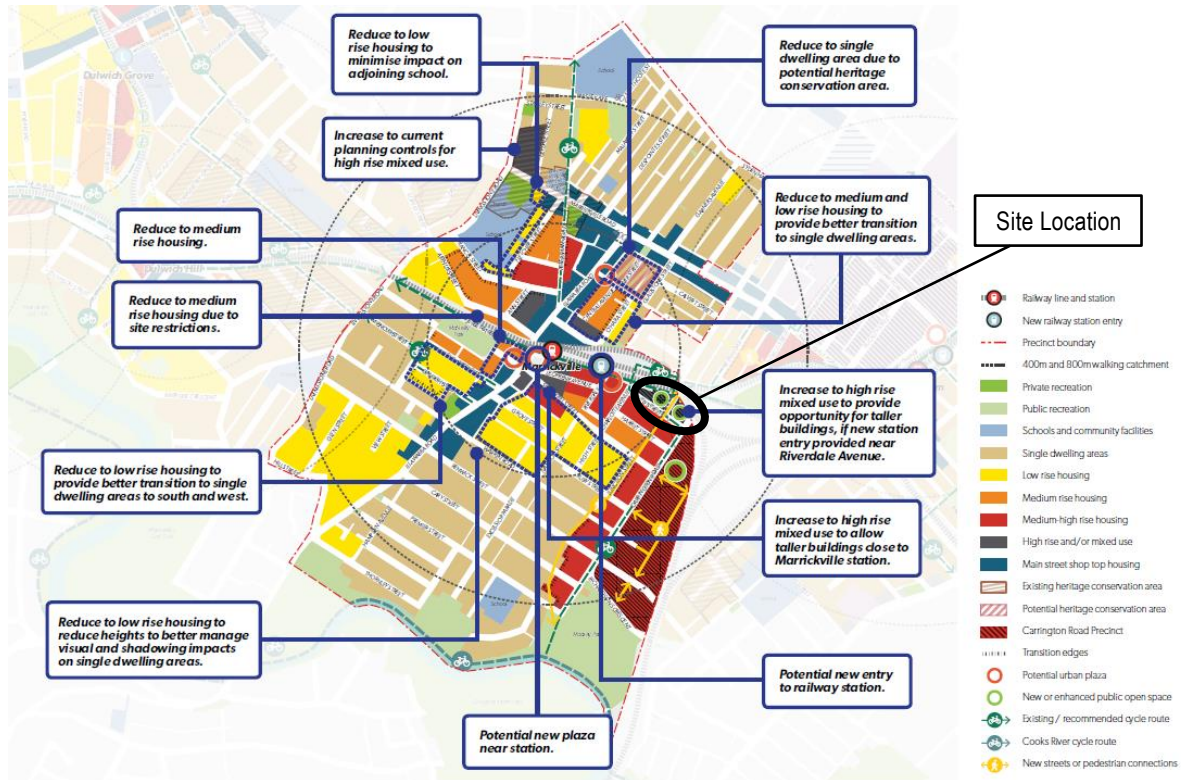 Reduce to low
rise housing to
minimise impact on
adjoining school.
Reduce to single
dwelling area due to
potential heritage
conservation area.
Increase to current
planning controls for
high rise mixed use.
Reduce to medium and
low rise housing to
provide better transition
to single dwelling areas.
Site Location
Reduce to medium
rise housing.
Reduce to medium
rise housing due to
site restrictions.
Increase to high rise
mixed use to provide
opportunity for taller
buildings, if new station
entry provided near
Riverdale Avenue.
Reduce to low rise housing to
provide better transition to single
dwelling areas to south and west.
Increase to high rise
mixed use to allow
taller buildings close to
Marrickville station.
Reduce to low rise housing to
reduce heights to better manage
visual and shadowing impacts
on single dwelling areas.
Potential new entry
to railway station.
Potential new plaza
near station.
Dulwich Grove
Dulwich Hill
Marrickville
School
School
Railway line and station
New railway station entry
Precinct boundary
400m and 800m walking catchment
Private recreation
Public recreation
Schools and community facilities
Single dwelling areas
Low rise housing
Medium rise housing
Medium-high rise housing
High rise and/or mixed use
Main street shop top housing
Existing heritage conservation area
Potential heritage conservation area
Carrington Road Precinct
Transition edges
Potential urban plaza
New or enhanced public open space
Existing / recommended cycle route
Cooks River cycle route
New streets or pedestrian connections